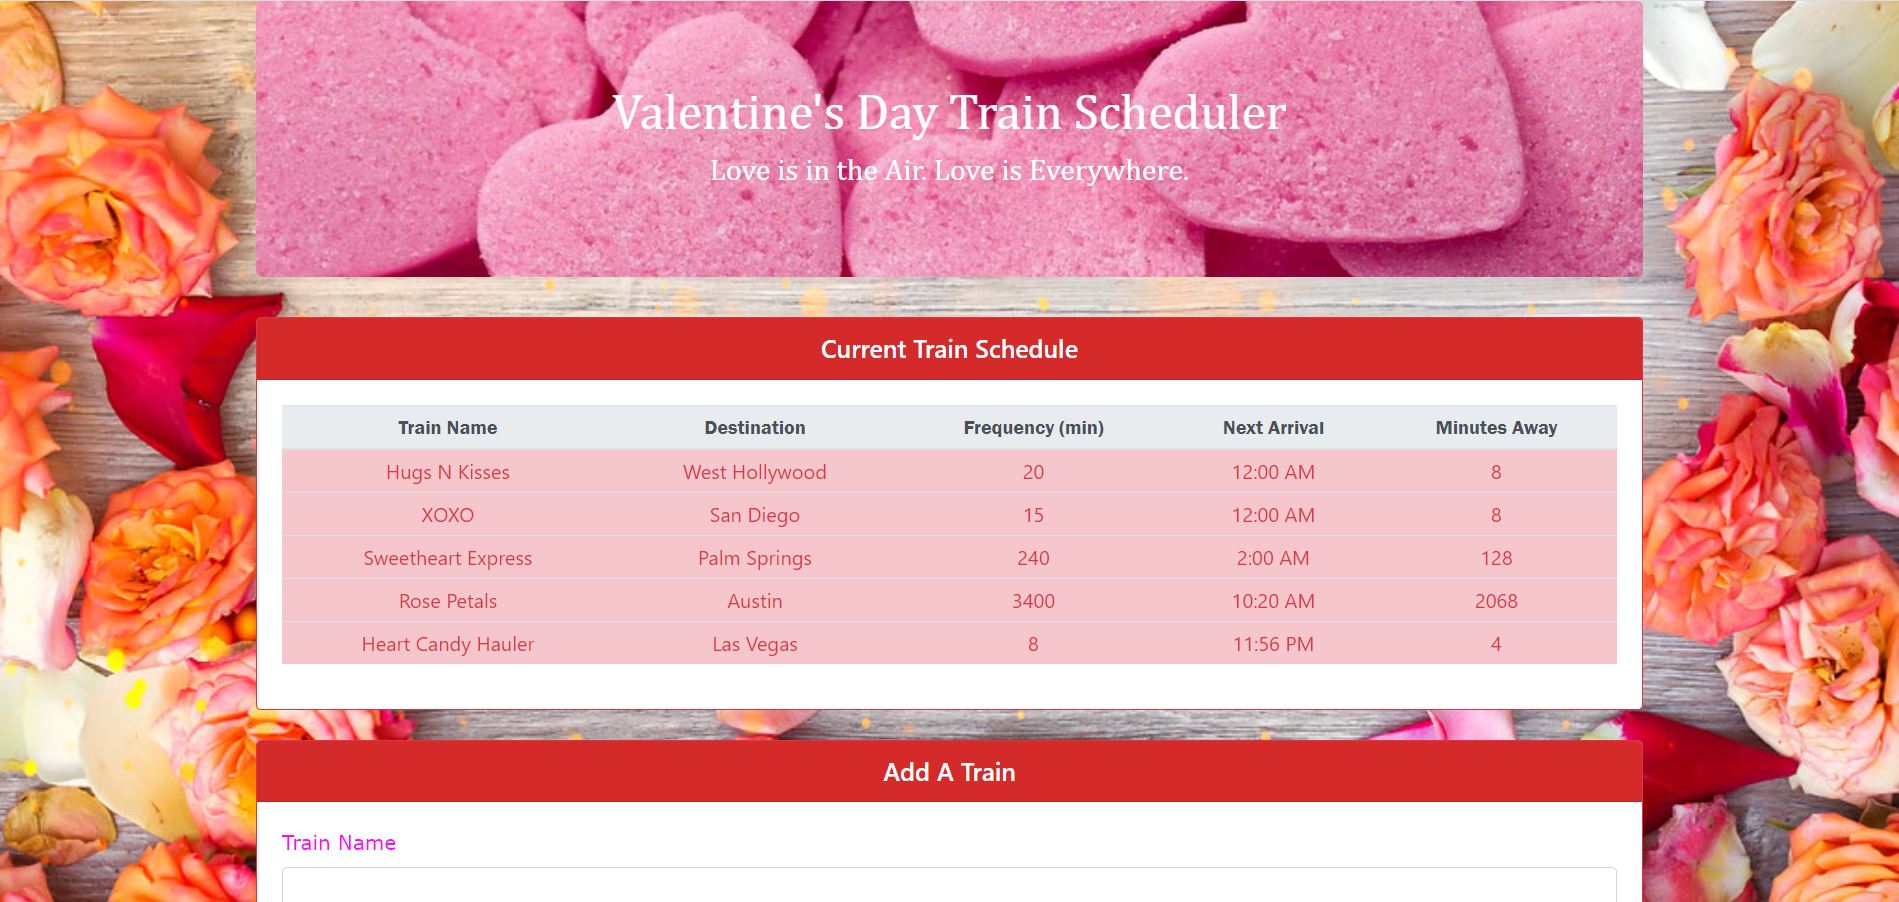 Valentine's Day Train Scheduler
Love is in the Air. Love is Everywhere.
Current Train Schedule
Train Name Destination Frequency (min) Next Arrival Minutes Away
Hugs N Kisses West Hollywood 20 12:00 AM 8
XOXO San Diego 15 12:00 AM 8
Sweetheart Express Palm Springs 240 2:00 AM 128
Rose Petals Austin 3400 10:20 AM 2068
Heart Candy Hauler Las Vegas 8 11:56 PM 4
Add A Train
Train Name